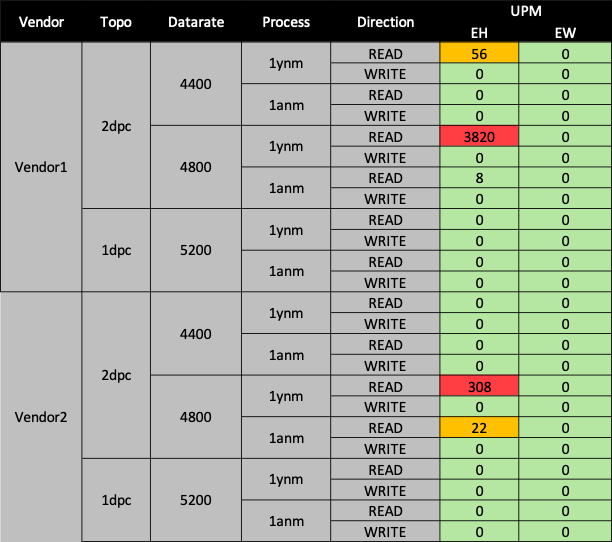 Vendor Topo Datarate Process Direction UPM
EH EW
Vendor1 2dpc 4400 1ynm READ 56 0
WRITE 0 0
1anm READ 0 0
WRITE 0 0
4800 1ynm READ 3820 0
WRITE 0 0
1anm READ 8 0
WRITE 0 0
1dpc 5200 1ynm READ 0 0
WRITE 0 0
1anm READ 0 0
WRITE 0 0
Vendor2 2dpc 4400 1ynm READ 0 0
WRITE 0 0
1anm READ 0 0
WRITE 0 0
4800 1ynm READ 308 0
WRITE 0 0
1anm READ 22 0
WRITE 0 0
1dpc 5200 1ynm READ 0 0
WRITE 0 0
1anm READ 0 0
WRITE 0 0